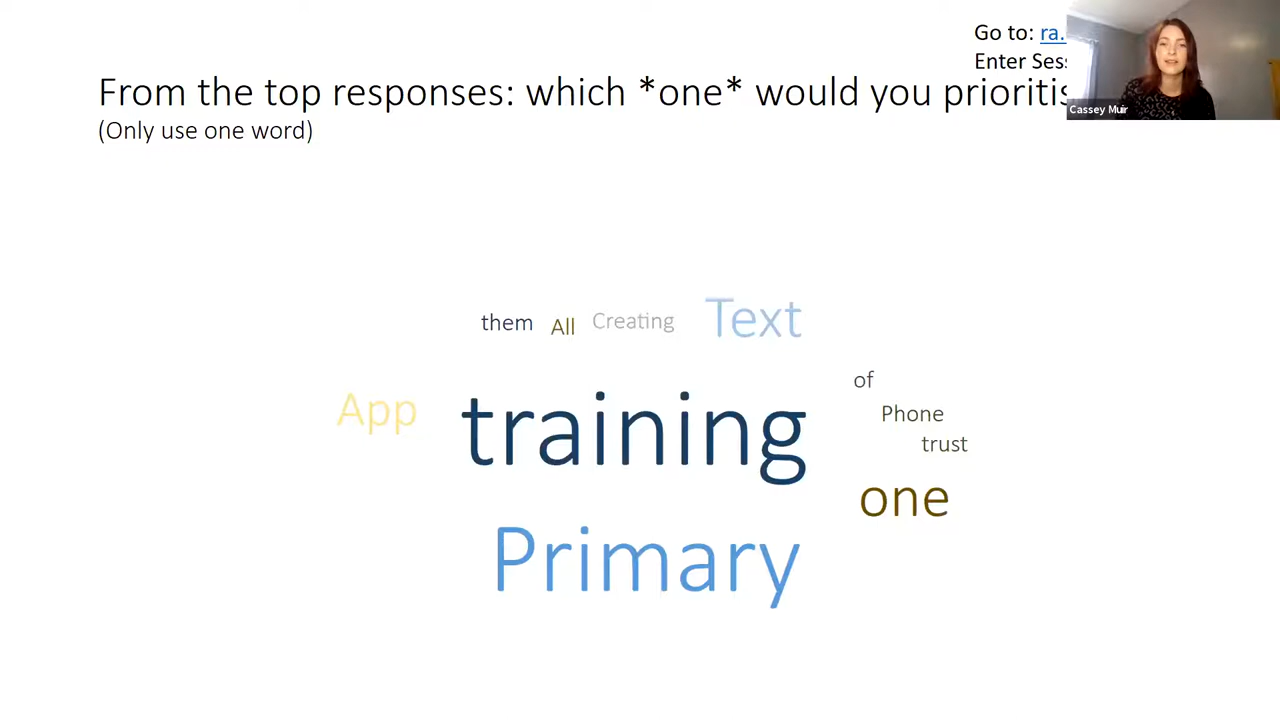 Go to: ra.
Enter Sess
From the top responses: which *one* would you prioritis
(Only use one word)
Cassey Muir
them All Creating Text
of
App training Phone
trust
one
Primary